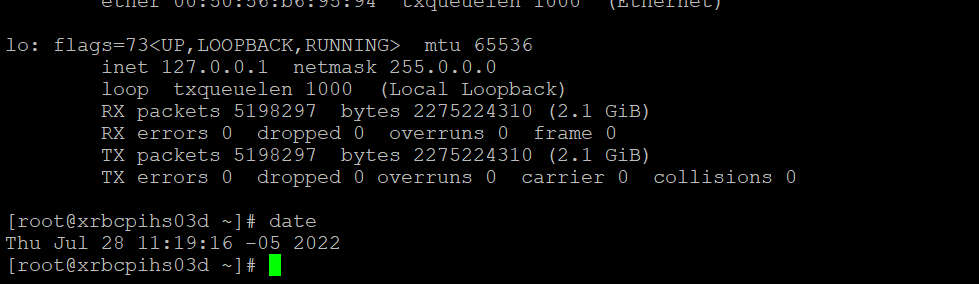 ether 00:50:56:b6:95:94  txqueuelen 1000  (Ethernet)
lo: flags=73<UP,LOOPBACK,RUNNING>  mtu 65536
        inet 127.0.0.1  netmask 255.0.0.0
        loop  txqueuelen 1000  (Local Loopback)
        RX packets 5198297  bytes 2275224310 (2.1 GiB)
        RX errors 0  dropped 0  overruns 0  frame 0
        TX packets 5198297  bytes 2275224310 (2.1 GiB)
        TX errors 0  dropped 0 overruns 0  carrier 0  collisions 0
[root@xrbcpihs03d ~]# date
Thu Jul 28 11:19:16 -05 2022
[root@xrbcpihs03d ~]#